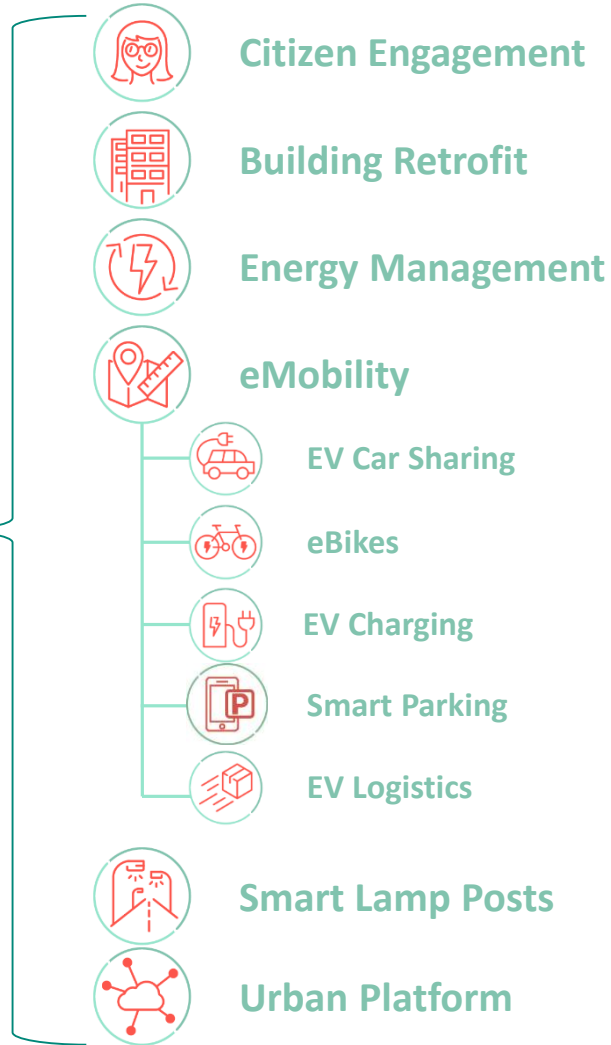 Citizen Engagement
Building Retrofit
Energy Management
eMobility
EV Car Sharing
eBikes
EV Charging
P
Smart Parking
EV Logistics
Smart Lamp Posts
Urban Platform